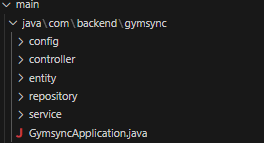 main
java\com\backend\gymsync
config
controller
entity
repository
service
GymsyncApplication.java